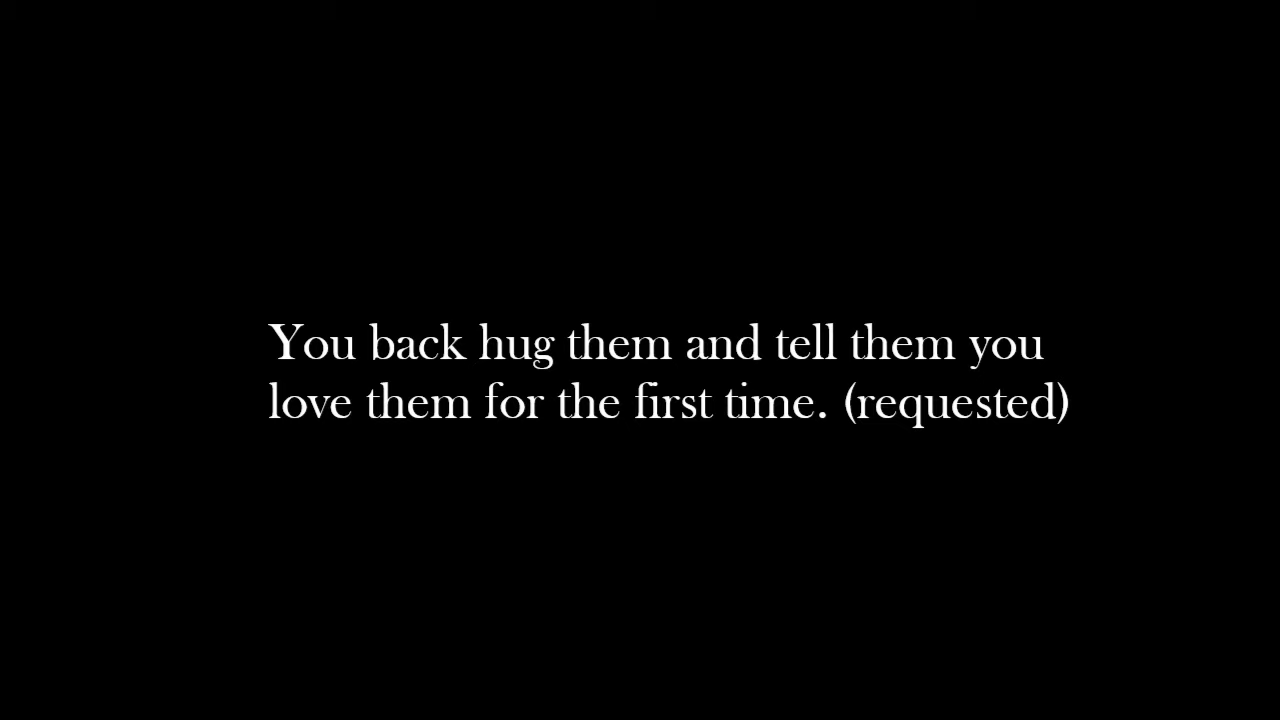 You back hug them and tell them you
love them for the first time. (requested)